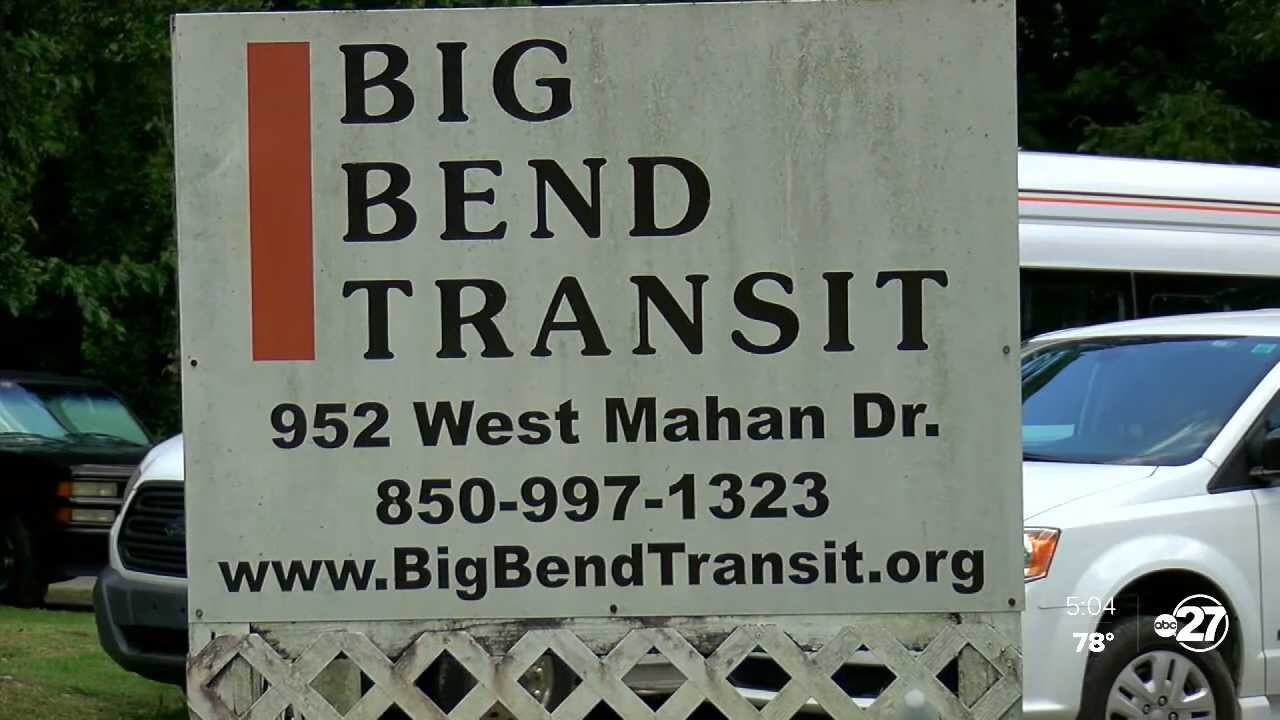 BIG
BEND
TRANSIT
952 West Mahan Dr.
850-997-1323
www.BigBendTransit.org
5:04
78°
abc 27